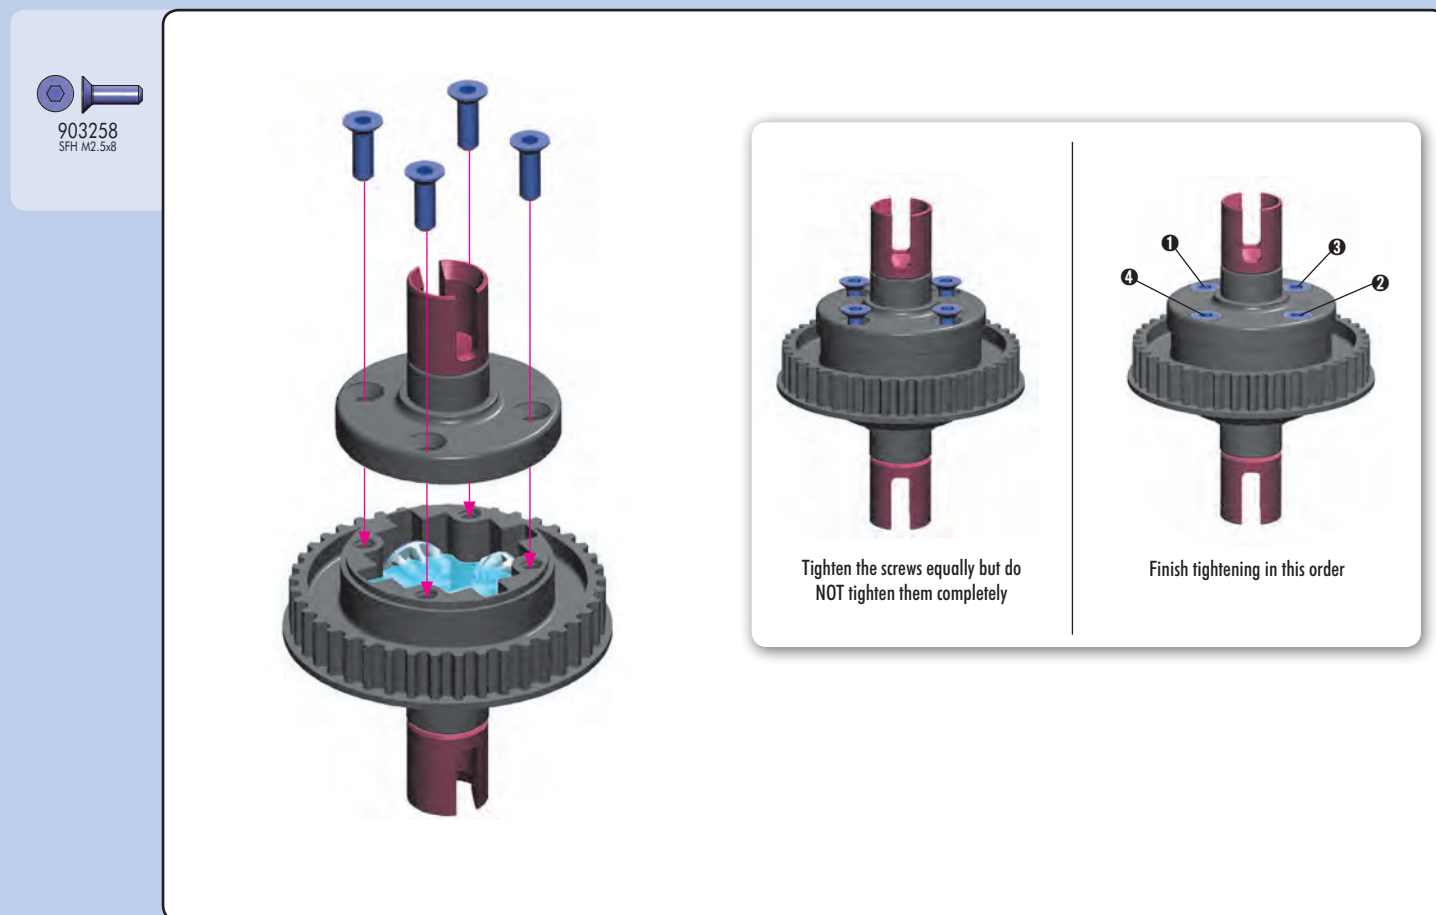 903258
SFH M2.5x8
1
3
4
2
Tighten the screws equally but do
NOT tighten them completely
Finish tightening in this order